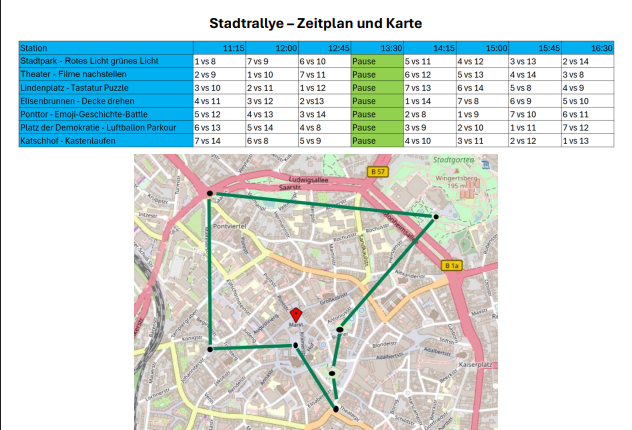 Stadtrallye – Zeitplan und Karte
Station 11:15 12:00 12:45 13:30 14:15 15:00 15:45 16:30
Stadtpark - Rotes Licht grünes Licht 1 vs 8 7 vs 9 6 vs 10 Pause 5 vs 11 4 vs 12 3 vs 13 2 vs 14
Theater - Filme nachstellen 2 vs 9 1 vs 10 7 vs 11 Pause 6 vs 12 5 vs 13 4 vs 14 3 vs 8
Lindenplatz - Tastatur Puzzle 3 vs 10 2 vs 11 1 vs 12 Pause 7 vs 13 6 vs 14 5 vs 8 4 vs 9
Elisenbrunnen - Decke drehen 4 vs 11 3 vs 12 2 vs13 Pause 1 vs 14 7 vs 8 6 vs 9 5 vs 10
Ponttor - Emoji-Geschichte-Battle 5 vs 12 4 vs 13 3 vs 14 Pause 2 vs 8 1 vs 9 7 vs 10 6 vs 11
Platz der Demokratie - Luftballon Parkour 6 vs 13 5 vs 14 4 vs 8 Pause 3 vs 9 2 vs 10 1 vs 11 7 vs 12
Katschhof - Kastenlaufen 7 vs 14 6 vs 8 5 vs 9 Pause 4 vs 10 3 vs 11 2 vs 12 1 vs 13
Stadtgarten
B 57
Wingertsberg
195 m
Ludwigsallee
Saarstr.
Pontviertel
B 1a
Markt
Kaiserplatz